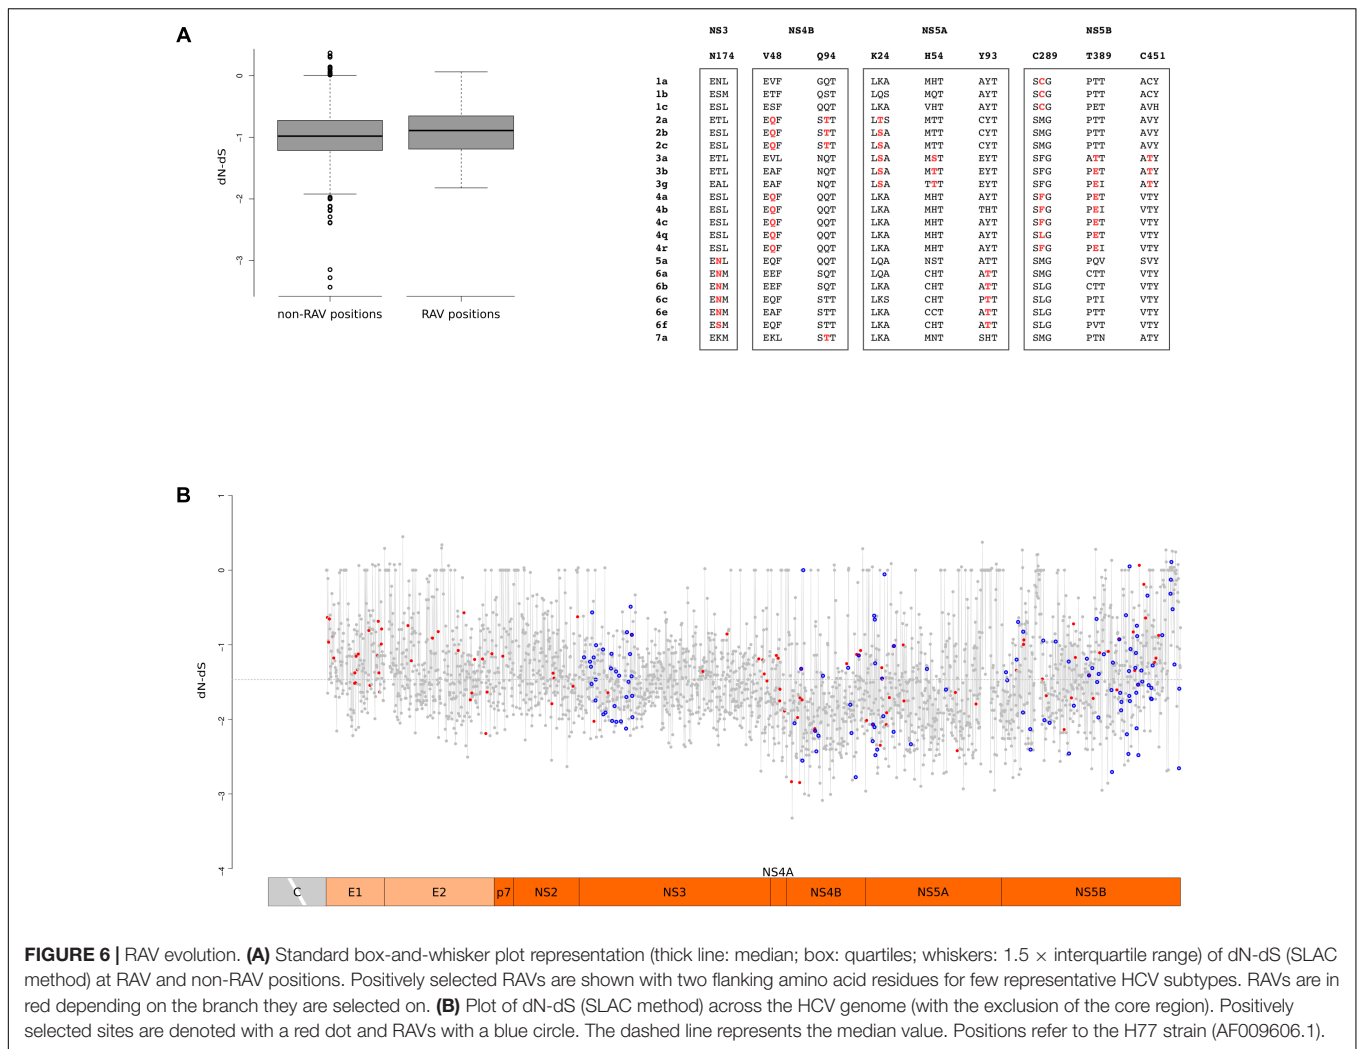 A
NS3 NS4B NS5A NS5B
N174 V48 Q94 K24 H54 Y93 C289 T389 C451
1a ENL EVF GQT LKA MHT AYT SCG PTT ACY
1b ESM ETF QST LQS MQT AYT SCG PTT ACY
1c ESL ESF QQT LKA VHT AYT SCG PET AVH
2a ETL EQF STT LTS MTT CYT SMG PTT AVY
2b ESL EQF STT LSA MTT CYT SMG PTT AVY
2c ESL EQF STT LSA MTT CYT SMG PTT AVY
3a ETL EVL NQT LSA MST EYT SFG ATT ATY
3b ETL EAF NQT LSA MTT EYT SFG PET ATY
3g EAL EAF NQT LSA TTT EYT SFG PEI ATY
4a ESL EQF QQT LKA MHT AYT SFG PET VTY
4b ESL EQF QQT LKA MHT THT SFG PEI VTY
4c ESL EQF QQT LKA MHT AYT SFG PET VTY
4q ESL EQF QQT LKA MHT AYT SLG PET VTY
4r ESL EQF QQT LKA MHT AYT SFG PEI VTY
5a ENL EQF QQT LQA NST ATT SMG PQV SVY
6a ENM EEF SQT LQA CHT ATT SMG CTT VTY
6b ENM EEF SQT LKA CHT ATT SLG CTT VTY
6c ENM EQF STT LKS CHT PTT SLG PTI VTY
6e ENM EAF STT LKA CCT ATT SLG PTT VTY
6f ESM EQF STT LKA CHT ATT SLG PVT VTY
7a EKM EKL STT LKA MNT SHT SMG PTN ATY
dN-dS
0
-1
-2
-3
non-RAV positions RAV positions
B
dN-dS
1
0
-1
-2
-3
-4
NS4A
C E1 E2 p7 NS2 NS3 NS4B NS5A NS5B
FIGURE 6 | RAV evolution. (A) Standard box-and-whisker plot representation (thick line: median; box: quartiles; whiskers: 1.5 × interquartile range) of dN-dS (SLAC
method) at RAV and non-RAV positions. Positively selected RAVs are shown with two flanking amino acid residues for few representative HCV subtypes. RAVs are in
red depending on the branch they are selected on. (B) Plot of dN-dS (SLAC method) across the HCV genome (with the exclusion of the core region). Positively
selected sites are denoted with a red dot and RAVs with a blue circle. The dashed line represents the median value. Positions refer to the H77 strain (AF009606.1).